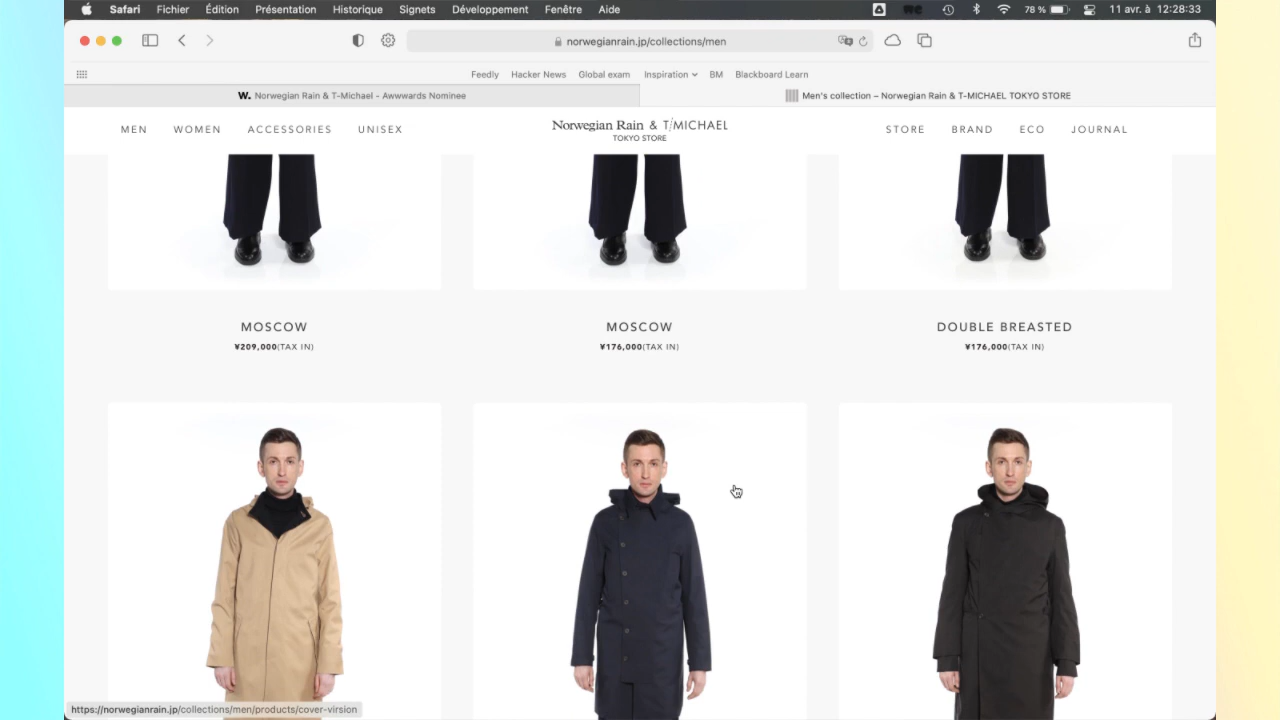 Safari Fichier Édition Présentation Historique Signets Développement Fenêtre Aide 78 % 11 avr. à 12:28:33
norwegianrain.jp/collections/men
Feedly Hacker News Global exam Inspiration BM Blackboard Learn
W. Norwegian Rain & T-Michael - Awwwards Nominee
Men's collection – Norwegian Rain & T-MICHAEL TOKYO STORE
MEN WOMEN ACCESSORIES UNISEX
Norwegian Rain & T/MICHAEL
TOKYO STORE
STORE BRAND ECO JOURNAL
MOSCOW
¥209,000(TAX IN)
MOSCOW
¥176,000(TAX IN)
DOUBLE BREASTED
¥176,000(TAX IN)
https://norwegianrain.jp/collections/men/products/cover-virsion